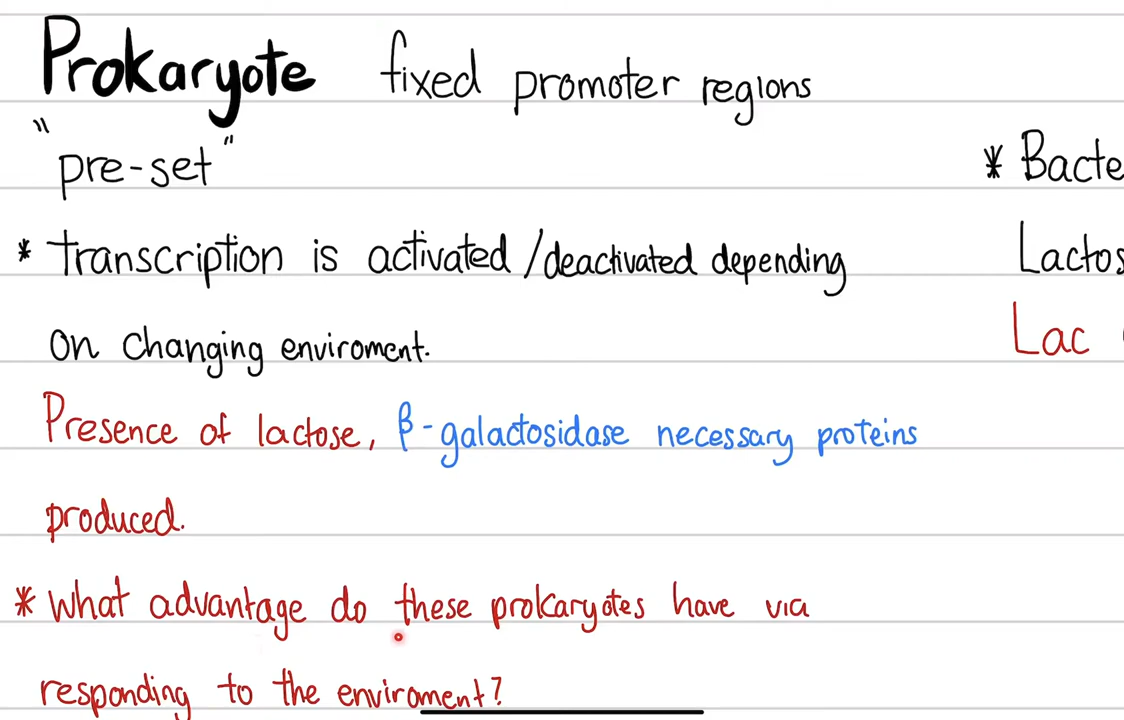 Prokaryote fixed promoter regions
"pre-set"
* transcription is activated /deactivated depending
on changing enviroment.
Presence of lactose, β-galactosidase necessary proteins
produced.
* What advantage do these prokaryotes have via
responding to the enviroment?
* Bacte
Lactos
Lac